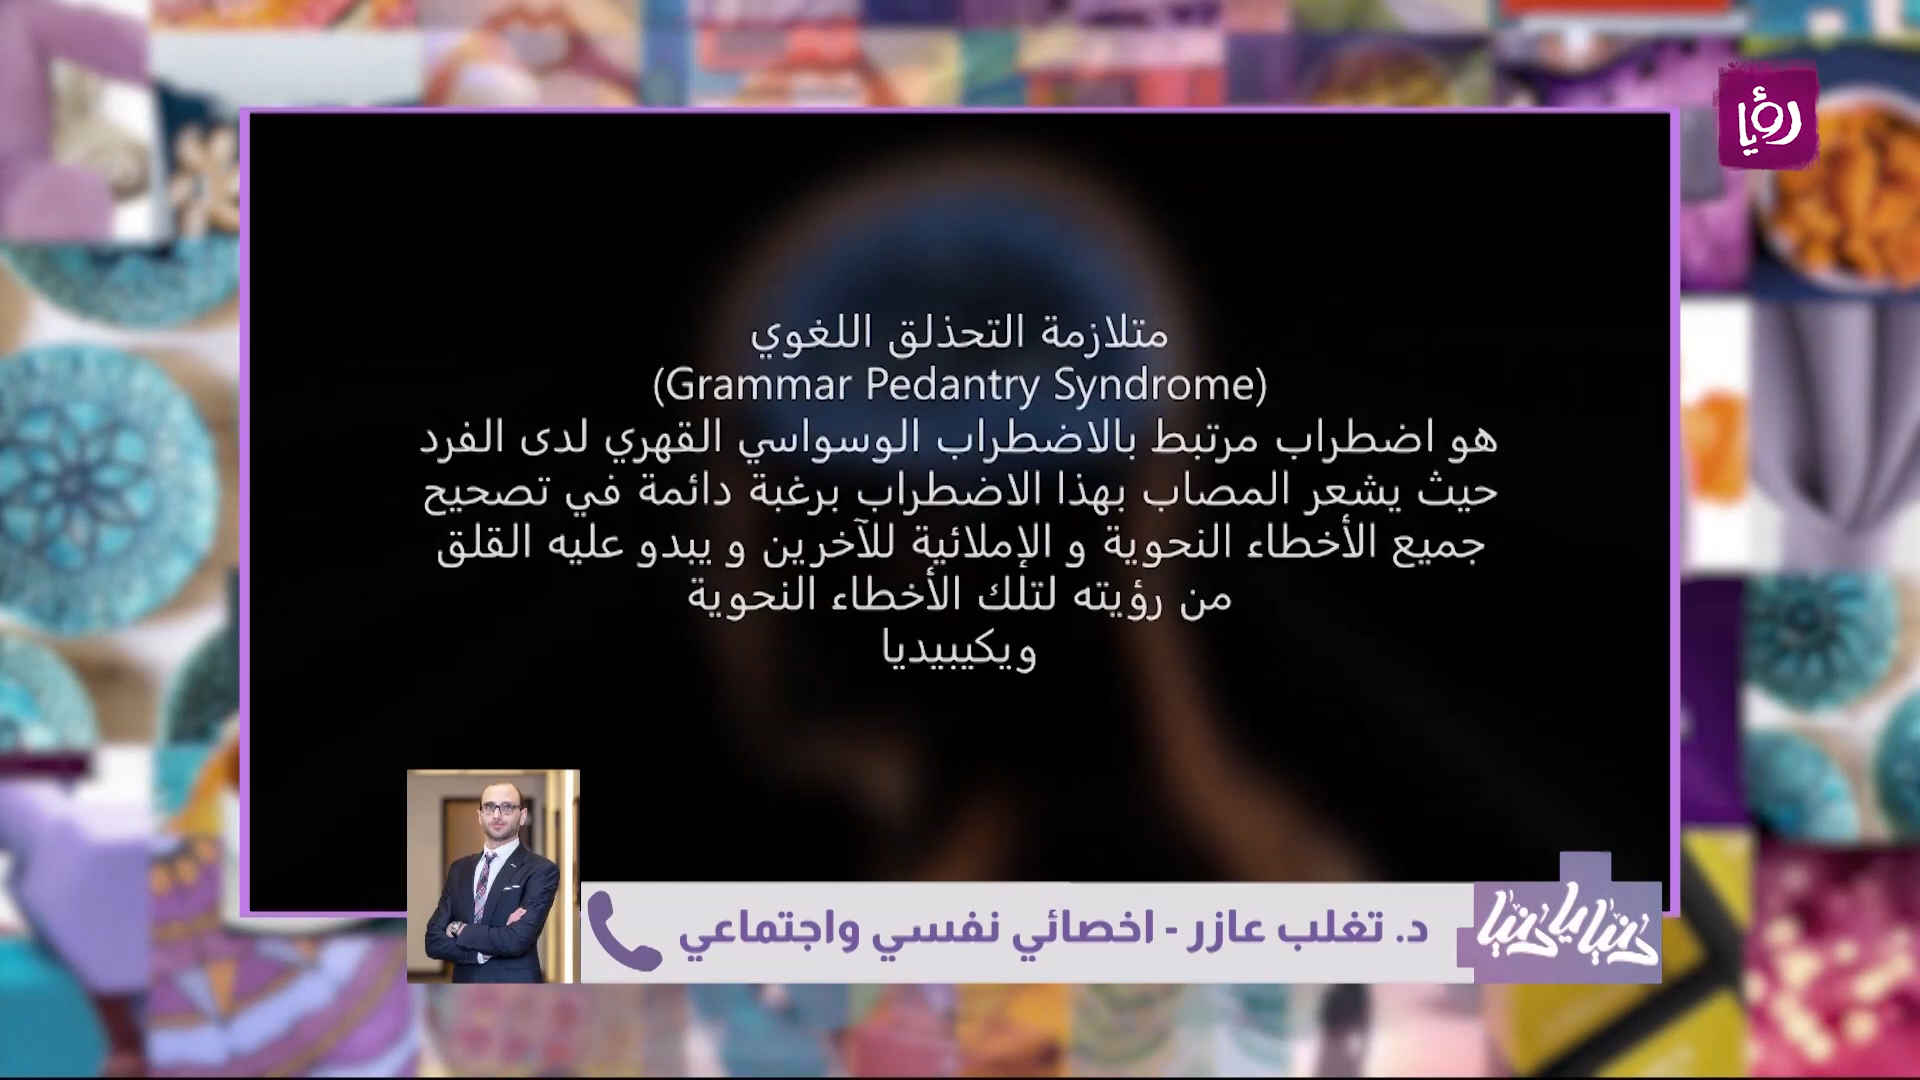 رؤيا
متلازمة التحذلق اللغوي
(Grammar Pedantry Syndrome)
هو اضطراب مرتبط بالاضطراب الوسواسي القهري لدى الفرد
حيث يشعر المصاب بهذا الاضطراب برغبة دائمة في تصحيح
جميع الأخطاء النحوية و الإملائية للآخرين و يبدو عليه القلق
من رؤيته لتلك الأخطاء النحوية
ويكيبيديا
دنيا يا دنيا
د. تغلب عازر - اخصائي نفسي واجتماعي